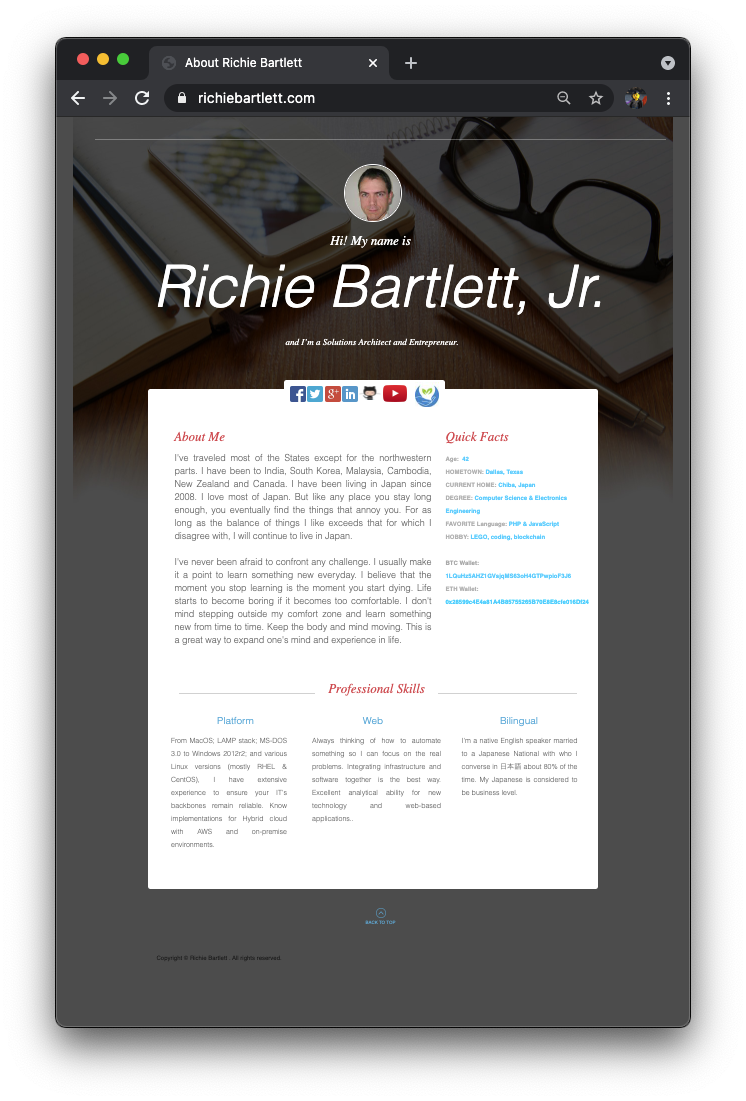 About Richie Bartlett
richiebartlett.com
Hi! My name is
Richie Bartlett, Jr.
and I'm a Solutions Architect and Entrepreneur.
About Me
I've traveled most of the States except for the northwestern
parts. I have been to India, South Korea, Malaysia, Cambodia,
New Zealand and Canada. I have been living in Japan since
2008. I love most of Japan. But like any place you stay long
enough, you eventually find the things that annoy you. For as
long as the balance of things I like exceeds that for which I
disagree with, I will continue to live in Japan.
I've never been afraid to confront any challenge. I usually make
it a point to learn something new everyday. I believe that the
moment you stop learning is the moment you start dying. Life
starts to become boring if it becomes too comfortable. I don't
mind stepping outside my comfort zone and learn something
new from time to time. Keep the body and mind moving. This is
a great way to expand one's mind and experience in life.
Quick Facts
Age: 42
HOMETOWN: Dallas, Texas
CURRENT HOME: Chiba, Japan
DEGREE: Computer Science & Electronics
Engineering
FAVORITE Language: PHP & JavaScript
HOBBY: LEGO, coding, blockchain
BTC Wallet:
ETH Wallet:
Professional Skills
Platform
From MacOS; LAMP stack; MS-DOS
3.0 to Windows 2012r2; and various
Linux versions (mostly RHEL &
CentOS), I have extensive
experience to ensure your IT's
backbones remain reliable. Know
implementations for Hybrid cloud
with AWS and on-premise
environments.
Web
Always thinking of how to automate
something so I can focus on the real
problems. Integrating infrastructure and
software together is the best way.
Excellent analytical ability for new
technology and web-based
applications..
Bilingual
I'm a native English speaker married
to a Japanese National with who I
converse in 日本語 about 80% of the
time. My Japanese is considered to
be business level.
BACK TO TOP
Copyright © Richie Bartlett. All rights reserved.